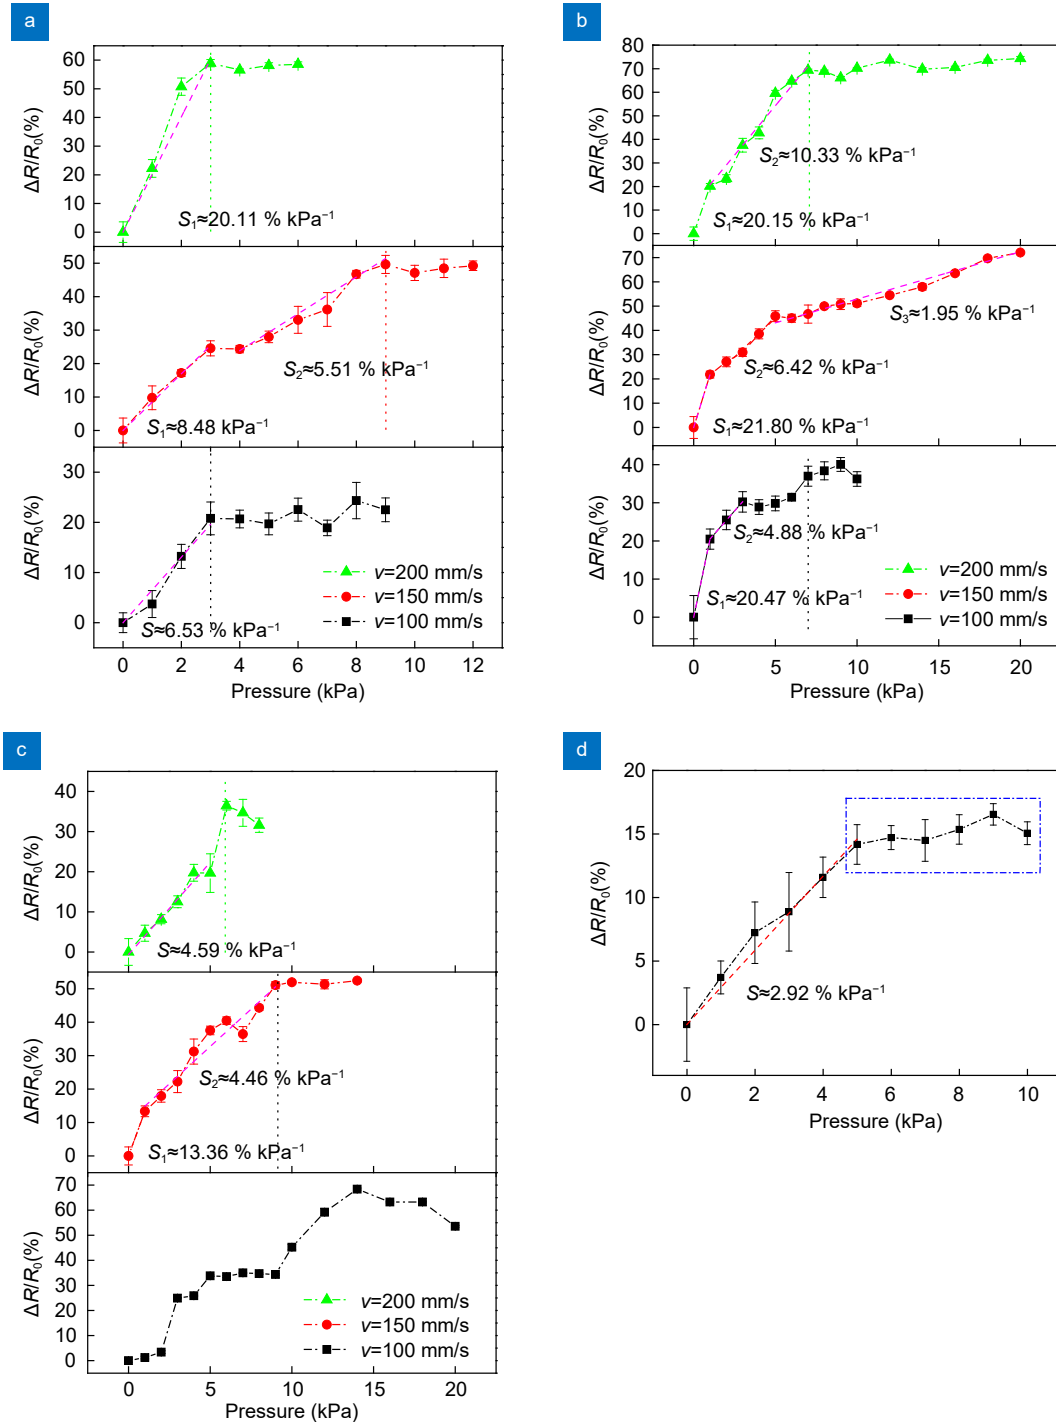 a
60
50
40
30
20
10
0
ΔR/R0(%)
S1≈20.11 % kPa−1
50
40
30
20
10
0
ΔR/R0(%)
S2≈5.51 % kPa−1
S1≈8.48 kPa−1
30
20
10
0
ΔR/R0(%)
v=200 mm/s
v=150 mm/s
v=100 mm/s
S≈6.53 % kPa−1
0 2 4 6 8 10 12
Pressure (kPa)
b
80
70
60
50
40
30
20
10
0
ΔR/R0(%)
S2≈10.33 % kPa−1
S1≈20.15 % kPa−1
70
60
50
40
30
20
10
0
ΔR/R0(%)
S3≈1.95 % kPa−1
S2≈6.42 % kPa−1
S1≈21.80 % kPa−1
40
30
20
10
0
ΔR/R0(%)
S2≈4.88 % kPa−1
S1≈20.47 % kPa−1
v=200 mm/s
v=150 mm/s
v=100 mm/s
0 5 10 15 20
Pressure (kPa)
c
40
30
20
10
0
ΔR/R0(%)
S≈4.59 % kPa−1
50
40
30
20
10
0
ΔR/R0(%)
S2≈4.46 % kPa−1
S1≈13.36 % kPa−1
70
60
50
40
30
20
10
0
ΔR/R0(%)
v=200 mm/s
v=150 mm/s
v=100 mm/s
0 5 10 15 20
Pressure (kPa)
d
20
15
10
5
0
ΔR/R0(%)
S≈2.92 % kPa−1
0 2 4 6 8 10
Pressure (kPa)